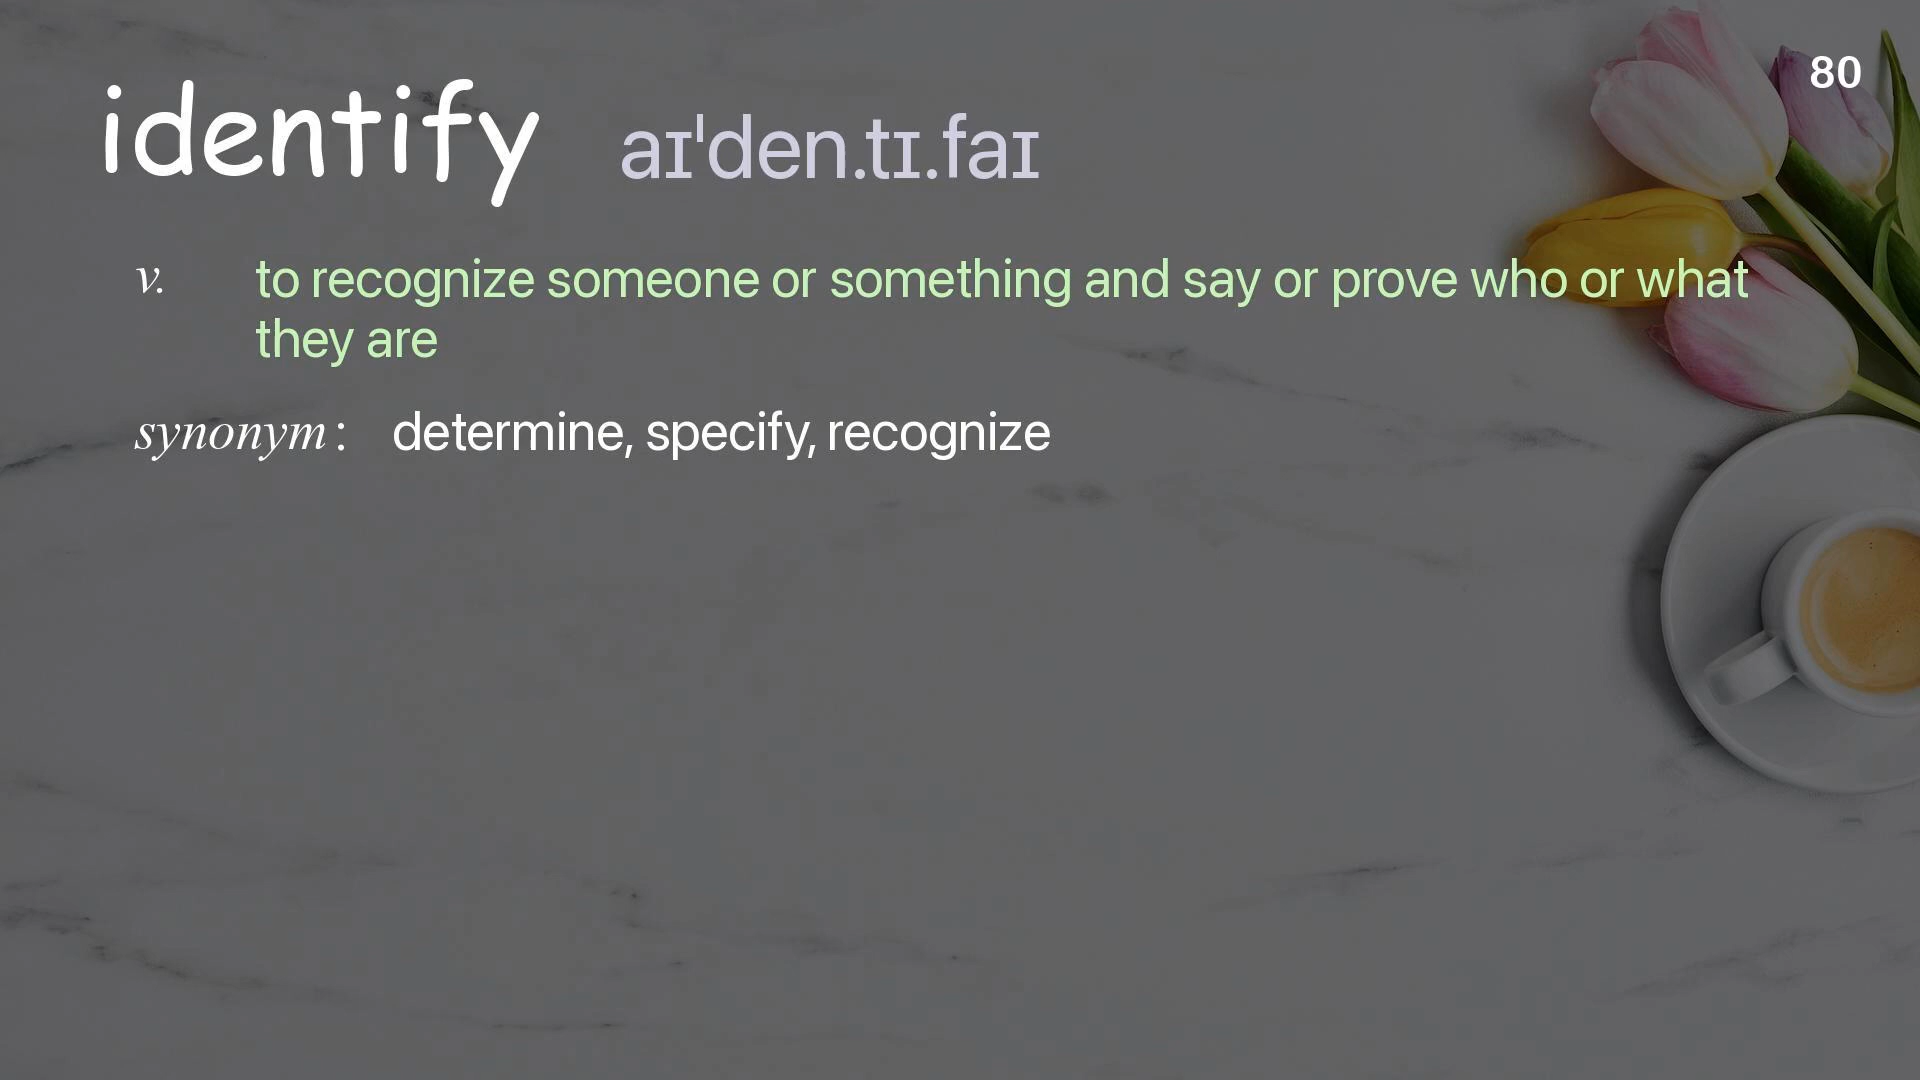 80
identify aɪˈden.tɪ.faɪ
v. to recognize someone or something and say or prove who or what
they are
synonym: determine, specify, recognize